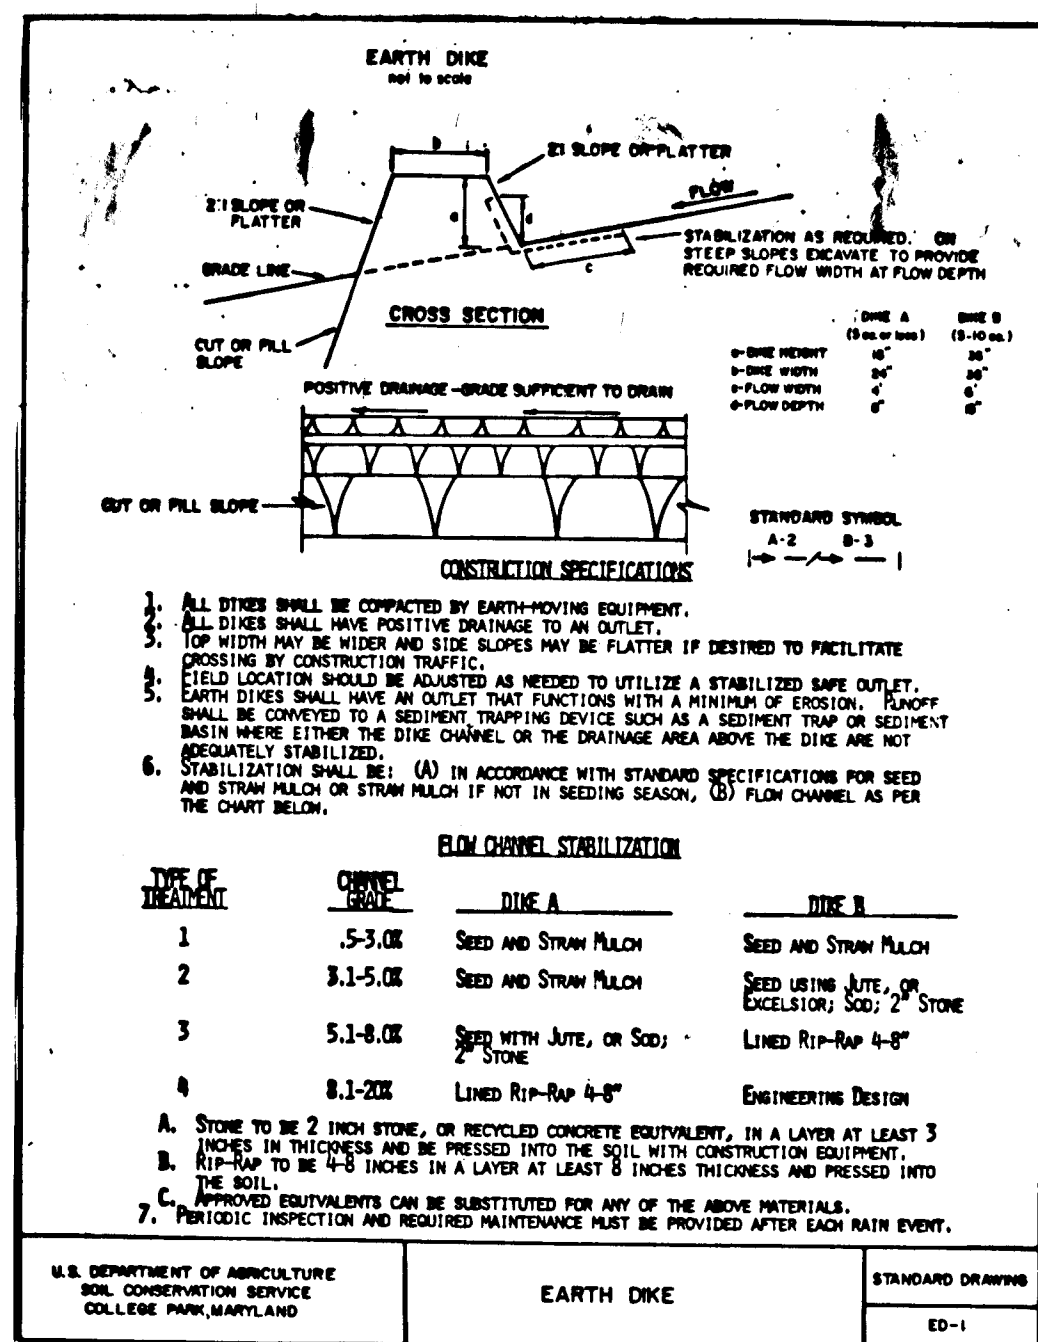 EARTH DIKE
not to scale
b
2:1 SLOPE OR FLATTER
FLOW
2:1 SLOPE OR
FLATTER
a
d
STABILIZATION AS REQUIRED. ON
STEEP SLOPES EXCAVATE TO PROVIDE
REQUIRED FLOW WIDTH AT FLOW DEPTH
GRADE LINE
c
CROSS SECTION
CUT OR FILL
SLOPE
DIKE A DIKE B
(5 ac. or less) (5-10 ac.)
a-DIKE HEIGHT 18" 36"
b-DIKE WIDTH 24" 36"
c-FLOW WIDTH 4' 6'
d-FLOW DEPTH 8" 15"
POSITIVE DRAINAGE-GRADE SUFFICIENT TO DRAIN
CUT OR FILL SLOPE
STANDARD SYMBOL
A-2 B-3
CONSTRUCTION SPECIFICATIONS
1. ALL DIKES SHALL BE COMPACTED BY EARTH-MOVING EQUIPMENT.
2. ALL DIKES SHALL HAVE POSITIVE DRAINAGE TO AN OUTLET.
3. TOP WIDTH MAY BE WIDER AND SIDE SLOPES MAY BE FLATTER IF DESIRED TO FACILITATE
CROSSING BY CONSTRUCTION TRAFFIC.
4. FIELD LOCATION SHOULD BE ADJUSTED AS NEEDED TO UTILIZE A STABILIZED SAFE OUTLET.
5. EARTH DIKES SHALL HAVE AN OUTLET THAT FUNCTIONS WITH A MINIMUM OF EROSION. RUNOFF
SHALL BE CONVEYED TO A SEDIMENT TRAPPING DEVICE SUCH AS A SEDIMENT TRAP OR SEDIMENT
BASIN WHERE EITHER THE DIKE CHANNEL OR THE DRAINAGE AREA ABOVE THE DIKE ARE NOT
ADEQUATELY STABILIZED.
6. STABILIZATION SHALL BE: (A) IN ACCORDANCE WITH STANDARD SPECIFICATIONS FOR SEED
AND STRAW MULCH OR STRAW MULCH IF NOT IN SEEDING SEASON, (B) FLOW CHANNEL AS PER
THE CHART BELOW.
FLOW CHANNEL STABILIZATION
TYPE OF TREATMENT CHANNEL GRADE DIKE A DIKE B
1 .5-3.0% SEED AND STRAW MULCH SEED AND STRAW MULCH
2 3.1-5.0% SEED AND STRAW MULCH SEED USING JUTE, OR
EXCELSIOR; SOD; 2" STONE
3 5.1-8.0% SEED WITH JUTE, OR SOD; LINED RIP-RAP 4-8"
2" STONE
4 8.1-20% LINED RIP-RAP 4-8" ENGINEERING DESIGN
A. STONE TO BE 2 INCH STONE, OR RECYCLED CONCRETE EQUIVALENT, IN A LAYER AT LEAST 3
INCHES IN THICKNESS AND BE PRESSED INTO THE SOIL WITH CONSTRUCTION EQUIPMENT.
B. RIP-RAP TO BE 4-8 INCHES IN A LAYER AT LEAST 8 INCHES THICKNESS AND PRESSED INTO
THE SOIL.
C. APPROVED EQUIVALENTS CAN BE SUBSTITUTED FOR ANY OF THE ABOVE MATERIALS.
7. PERIODIC INSPECTION AND REQUIRED MAINTENANCE MUST BE PROVIDED AFTER EACH RAIN EVENT.
U.S. DEPARTMENT OF AGRICULTURE
SOIL CONSERVATION SERVICE
COLLEGE PARK, MARYLAND
EARTH DIKE
STANDARD DRAWING
ED-1